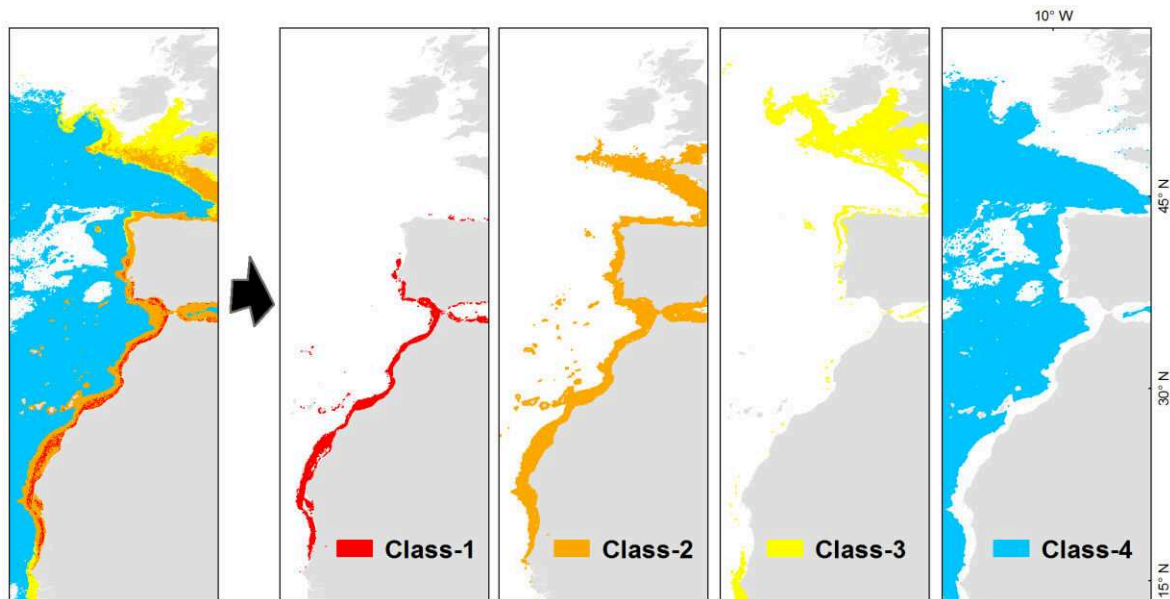 10° W
45° N
30° N
15° N
Class-1
Class-2
Class-3
Class-4